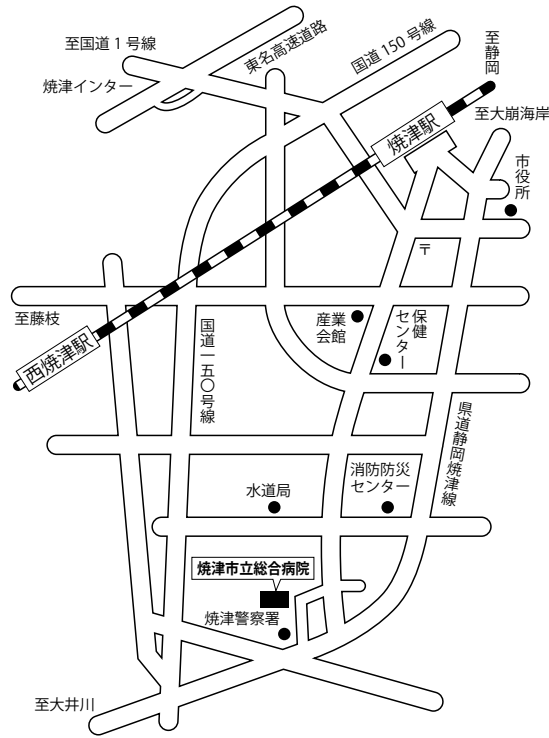 至国道1号線
東名高速道路
国道150号線
至静岡
焼津インター
焼津駅
至大崩海岸
市役所
〒
至藤枝
西焼津駅
国道一五〇号線
産業
会館
保健
センター
県道静岡焼津線
水道局
消防防災
センター
焼津市立総合病院
焼津警察署
至大井川